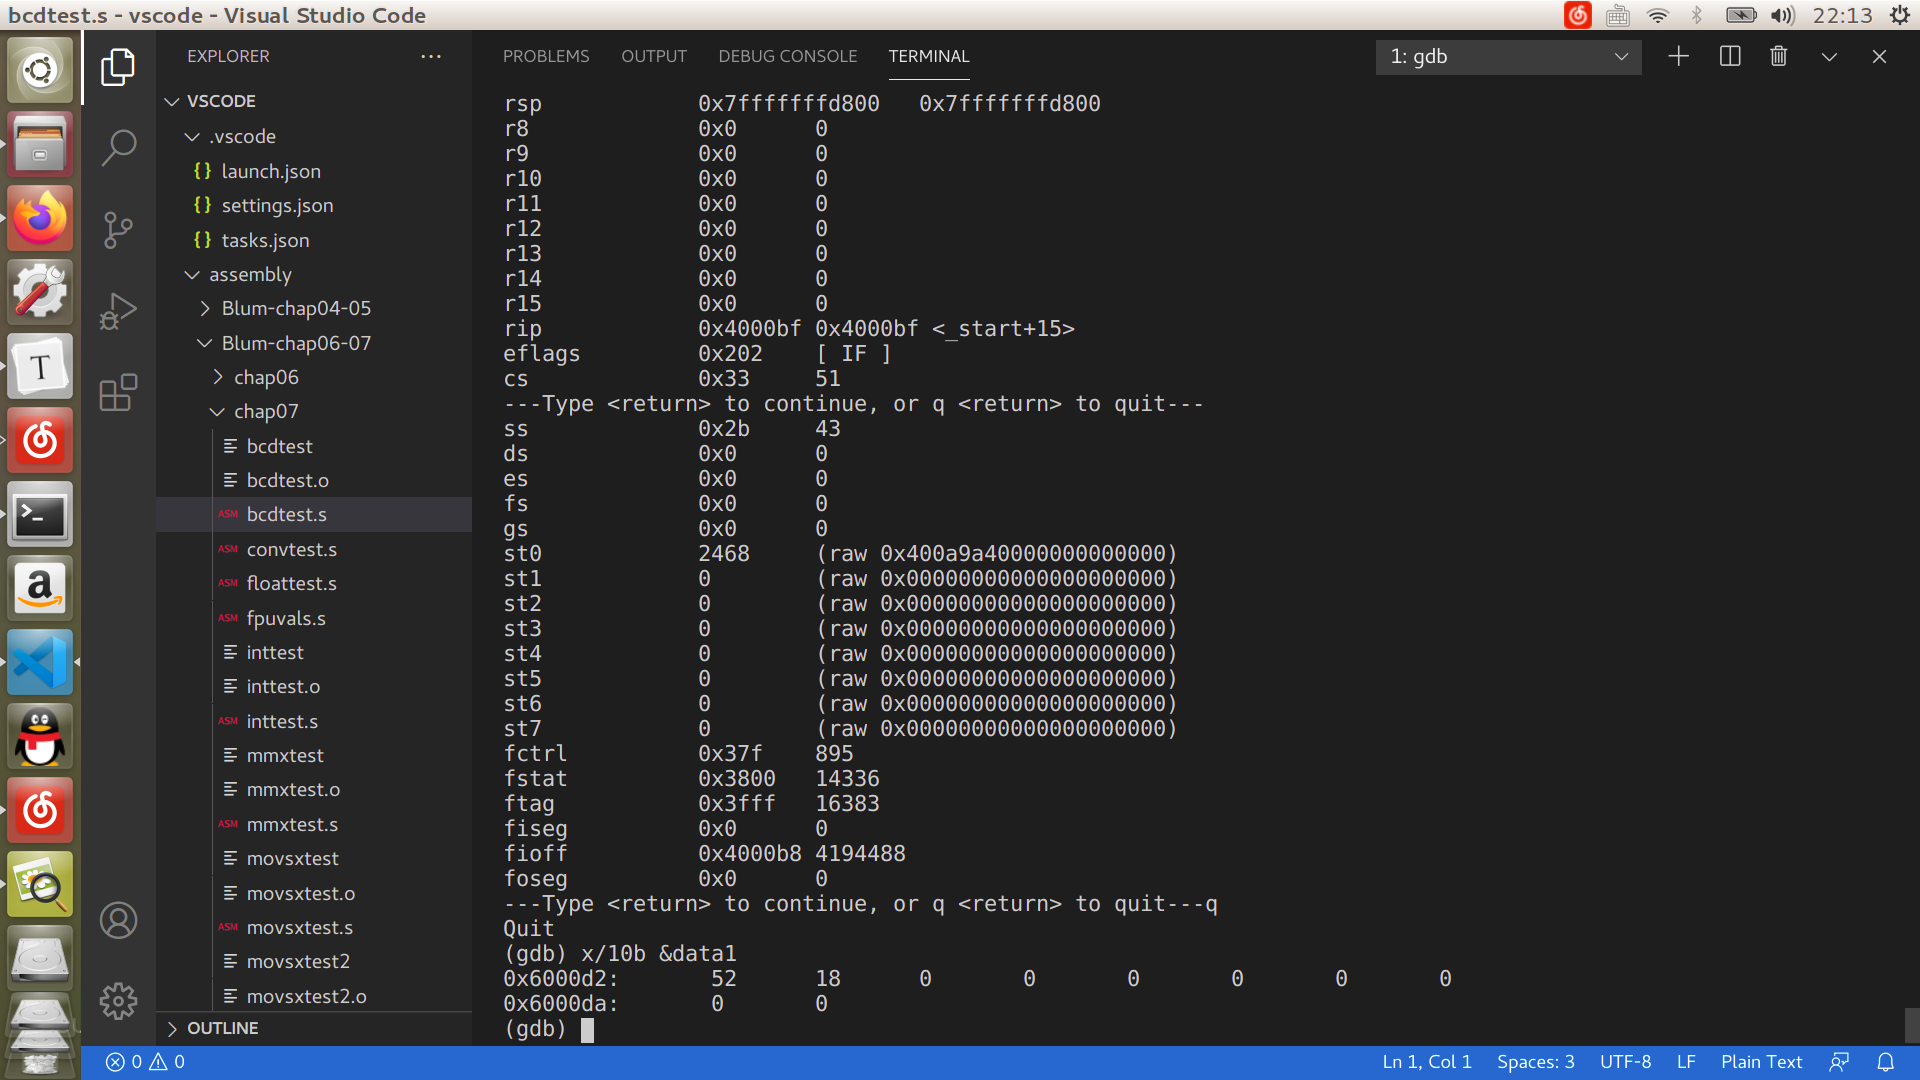 bcdtest.s - vscode - Visual Studio Code
22:13
EXPLORER
VSCODE
.vscode
{} launch.json
{} settings.json
{} tasks.json
assembly
Blum-chap04-05
Blum-chap06-07
chap06
chap07
bcdtest
bcdtest.o
ASM bcdtest.s
ASM convtest.s
ASM floattest.s
ASM fpuvals.s
inttest
inttest.o
ASM inttest.s
mmxtest
mmxtest.o
ASM mmxtest.s
movsxtest
movsxtest.o
ASM movsxtest.s
movsxtest2
movsxtest2.o
OUTLINE
PROBLEMS OUTPUT DEBUG CONSOLE TERMINAL
1: gdb
rsp 0x7fffffffd800 0x7fffffffd800
r8 0x0 0
r9 0x0 0
r10 0x0 0
r11 0x0 0
r12 0x0 0
r13 0x0 0
r14 0x0 0
r15 0x0 0
rip 0x4000bf 0x4000bf <_start+15>
eflags 0x202 [ IF ]
cs 0x33 51
---Type <return> to continue, or q <return> to quit---
ss 0x2b 43
ds 0x0 0
es 0x0 0
fs 0x0 0
gs 0x0 0
st0 2468 (raw 0x400a9a40000000000000)
st1 0 (raw 0x00000000000000000000)
st2 0 (raw 0x00000000000000000000)
st3 0 (raw 0x00000000000000000000)
st4 0 (raw 0x00000000000000000000)
st5 0 (raw 0x00000000000000000000)
st6 0 (raw 0x00000000000000000000)
st7 0 (raw 0x00000000000000000000)
fctrl 0x37f 895
fstat 0x3800 14336
ftag 0x3fff 16383
fiseg 0x0 0
fioff 0x4000b8 4194488
foseg 0x0 0
---Type <return> to continue, or q <return> to quit---q
Quit
(gdb) x/10b &data1
0x6000d2: 52 18 0 0 0 0 0 0
0x6000da: 0 0
(gdb)
0 0
Ln 1, Col 1 Spaces: 3 UTF-8 LF Plain Text